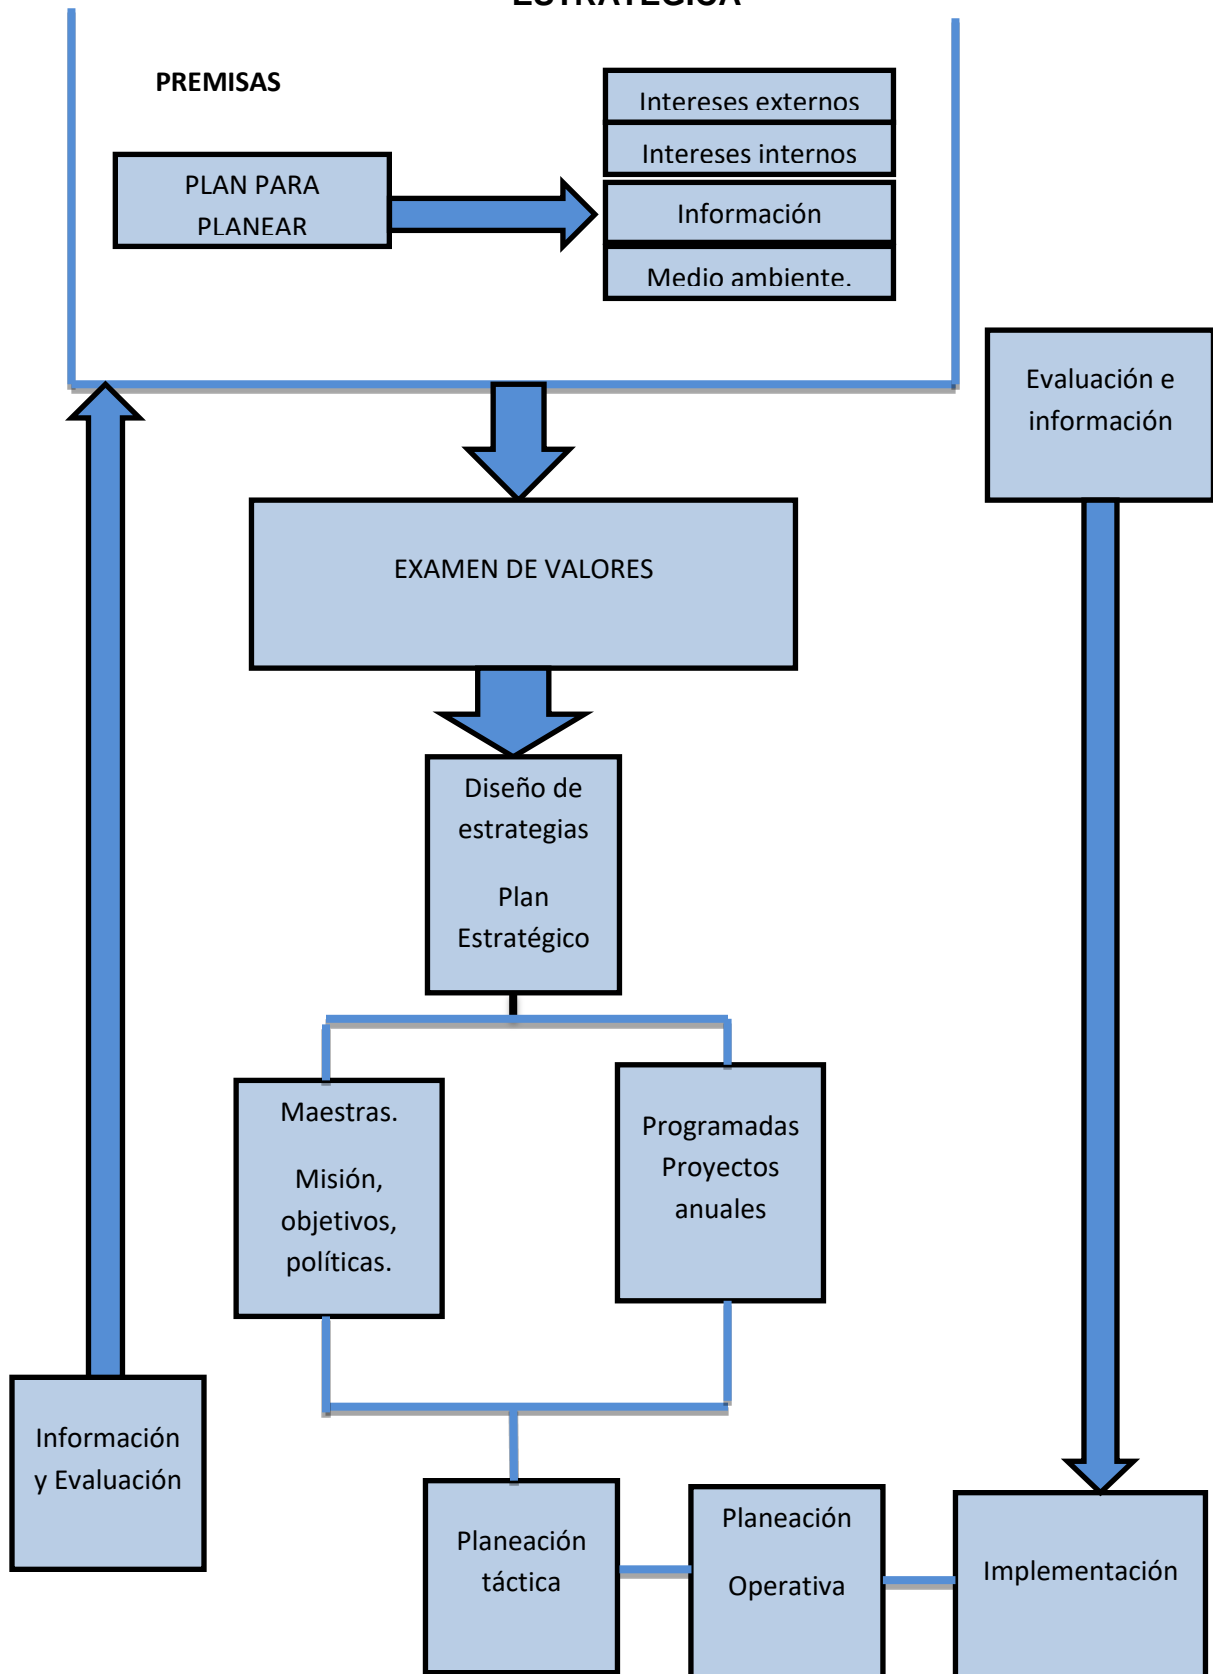 ESTRATEGICA
PREMISAS
PLAN PARA
PLANEAR
Intereses externos
Intereses internos
Información
Medio ambiente.
Evaluación e
información
EXAMEN DE VALORES
Diseño de
estrategias
Plan
Estratégico
Maestras.
Misión,
objetivos,
políticas.
Programadas
Proyectos
anuales
Información
y Evaluación
Planeación
táctica
Planeación
Operativa
Implementación